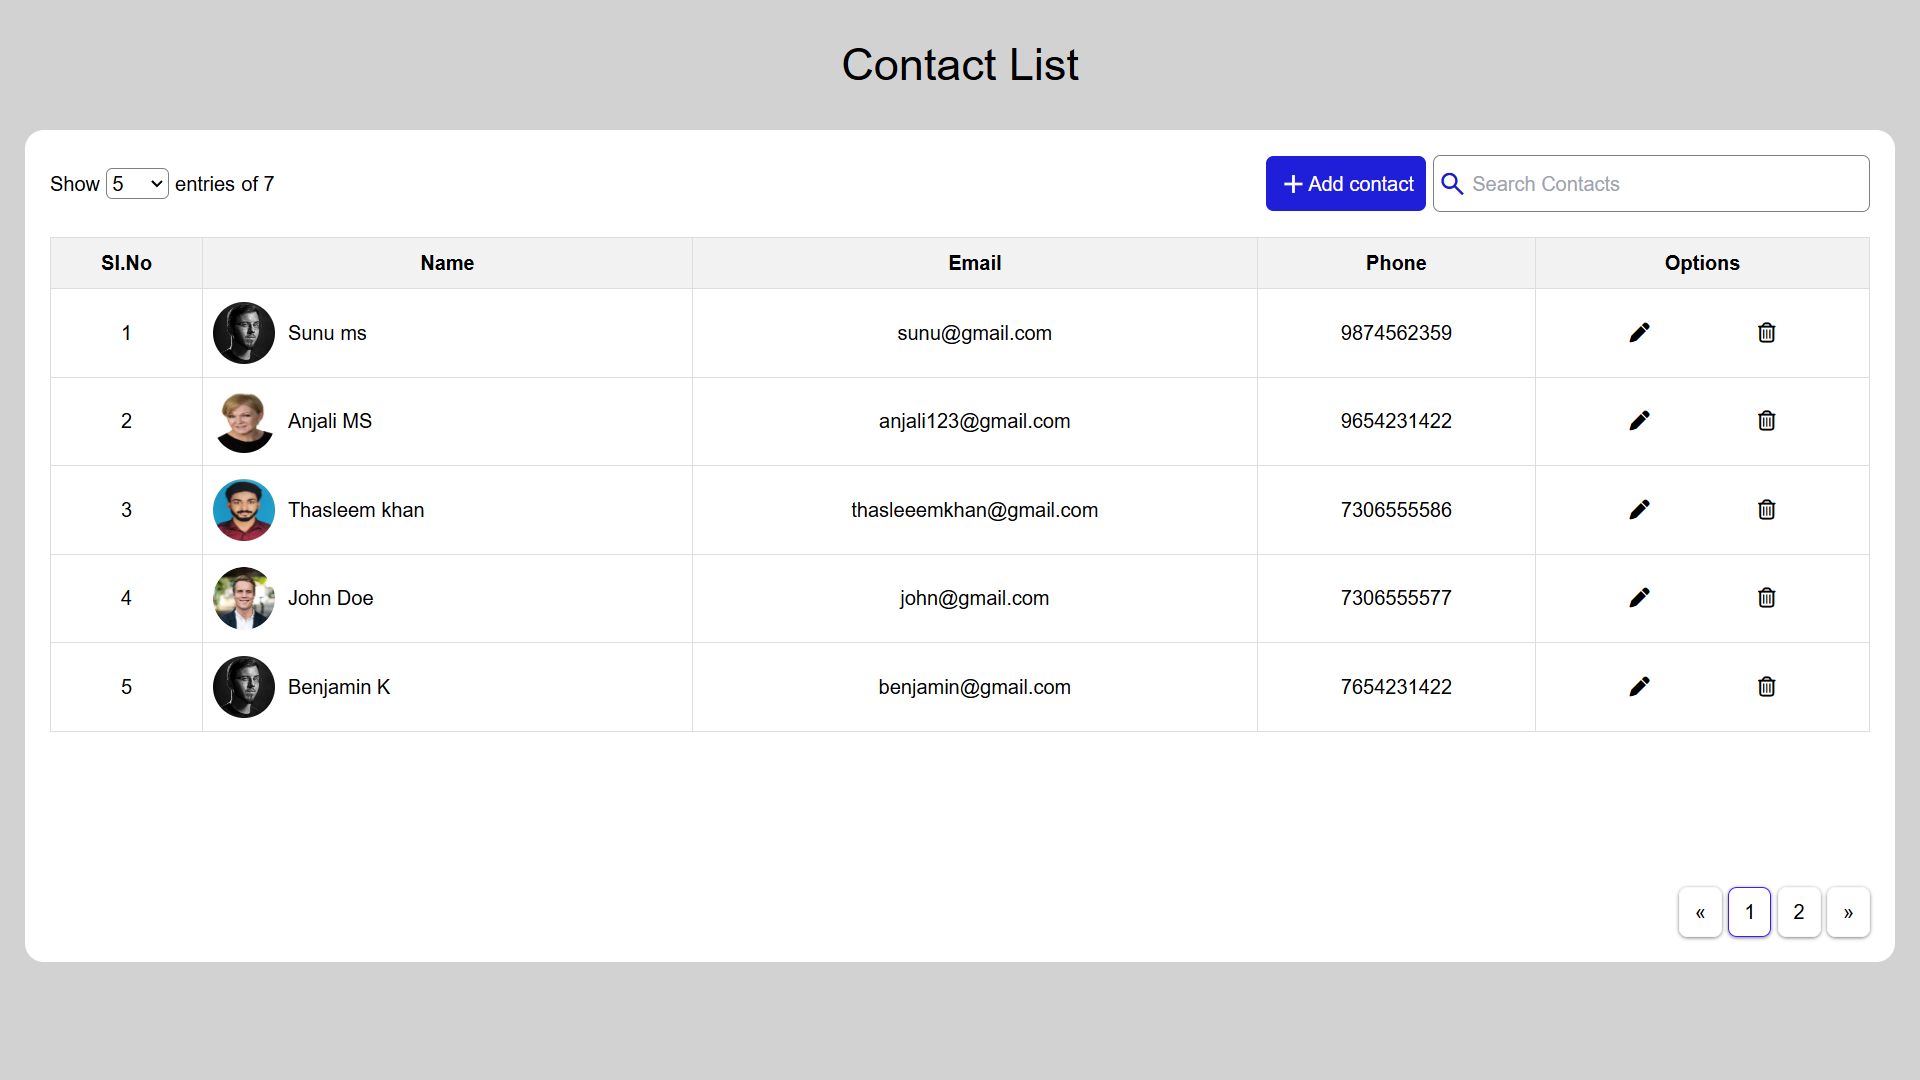 Contact List
Show 5 entries of 7
Add contact
Search Contacts
Sl.No Name Email Phone Options
1 Sunu ms sunu@gmail.com 9874562359
2 Anjali MS anjali123@gmail.com 9654231422
3 Thasleem khan thasleeemkhan@gmail.com 7306555586
4 John Doe john@gmail.com 7306555577
5 Benjamin K benjamin@gmail.com 7654231422
« 1 2 »